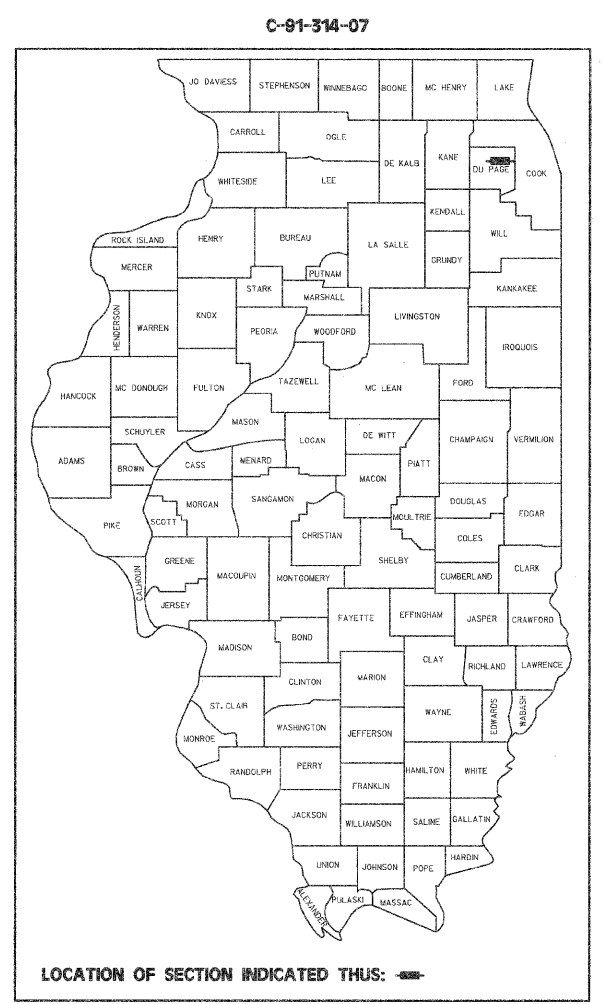 C-91-314-07
JO DAVIESS
STEPHENSON
WINNEBAGO
BOONE
MC HENRY
LAKE
CARROLL
OGLE
DE KALB
KANE
DU PAGE
COOK
WHITESIDE
LEE
KENDALL
WILL
ROCK ISLAND
HENRY
BUREAU
LA SALLE
GRUNDY
MERCER
PUTNAM
STARK
MARSHALL
KANKAKEE
HENDERSON
WARREN
KNOX
PEORIA
WOODFORD
LIVINGSTON
IROQUOIS
HANCOCK
MC DONOUGH
FULTON
TAZEWELL
MC LEAN
FORD
SCHUYLER
MASON
LOGAN
DE WITT
CHAMPAIGN
VERMILION
ADAMS
BROWN
CASS
MENARD
MACON
PIATT
PIKE
SCOTT
MORGAN
SANGAMON
CHRISTIAN
MOULTRIE
DOUGLAS
EDGAR
COLES
GREENE
MACOUPIN
MONTGOMERY
SHELBY
CUMBERLAND
CLARK
CALHOUN
JERSEY
FAYETTE
EFFINGHAM
JASPER
CRAWFORD
MADISON
BOND
CLAY
RICHLAND
LAWRENCE
CLINTON
MARION
ST. CLAIR
WAYNE
EDWARDS
WABASH
WASHINGTON
JEFFERSON
MONROE
RANDOLPH
PERRY
FRANKLIN
HAMILTON
WHITE
JACKSON
WILLIAMSON
SALINE
GALLATIN
UNION
JOHNSON
POPE
HARDIN
ALEXANDER
PULASKI
MASSAC
LOCATION OF SECTION INDICATED THUS: